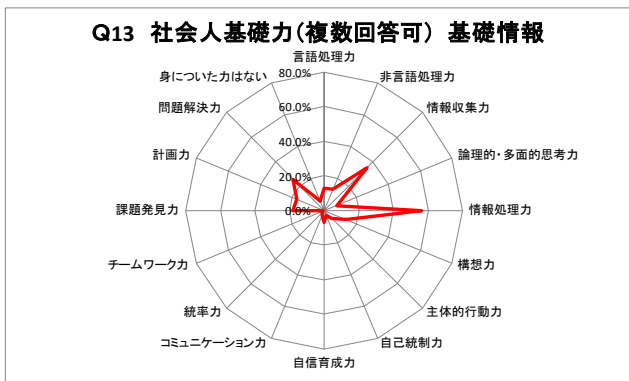 Q13 社会人基礎力(複数回答可) 基礎情報
言語処理力
80.0%
60.0%
40.0%
20.0%
0.0%
非言語処理力
情報収集力
論理的・多面的思考力
情報処理力
構想力
主体的行動力
自己統制力
自信育成力
コミュニケーション力
統率力
チームワーク力
課題発見力
計画力
問題解決力
身についた力はない